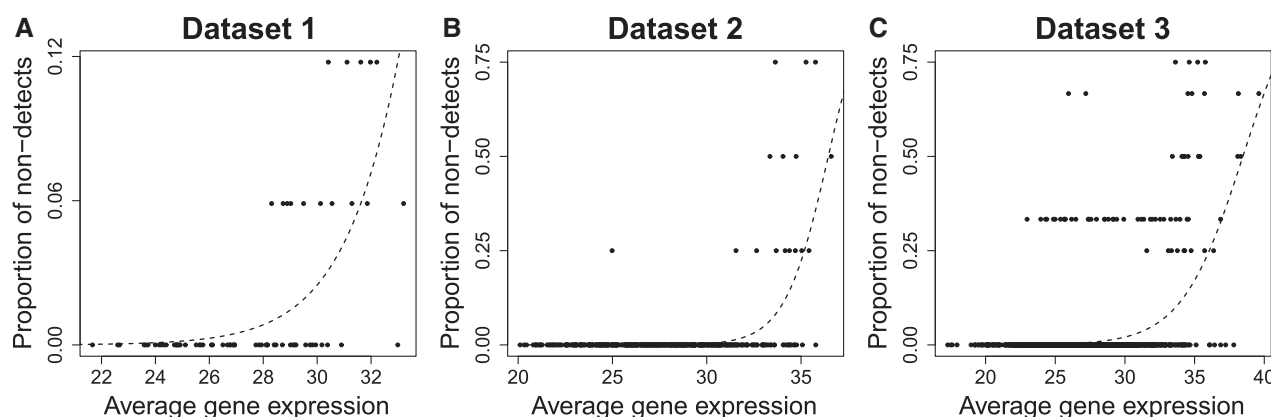 A Dataset 1
Proportion of non−detects
0.12
0.06
0.00
22 24 26 28 30 32
Average gene expression
B Dataset 2
Proportion of non−detects
0.75
0.50
0.25
0.00
20 25 30 35
Average gene expression
C Dataset 3
Proportion of non−detects
0.75
0.50
0.25
0.00
20 25 30 35 40
Average gene expression